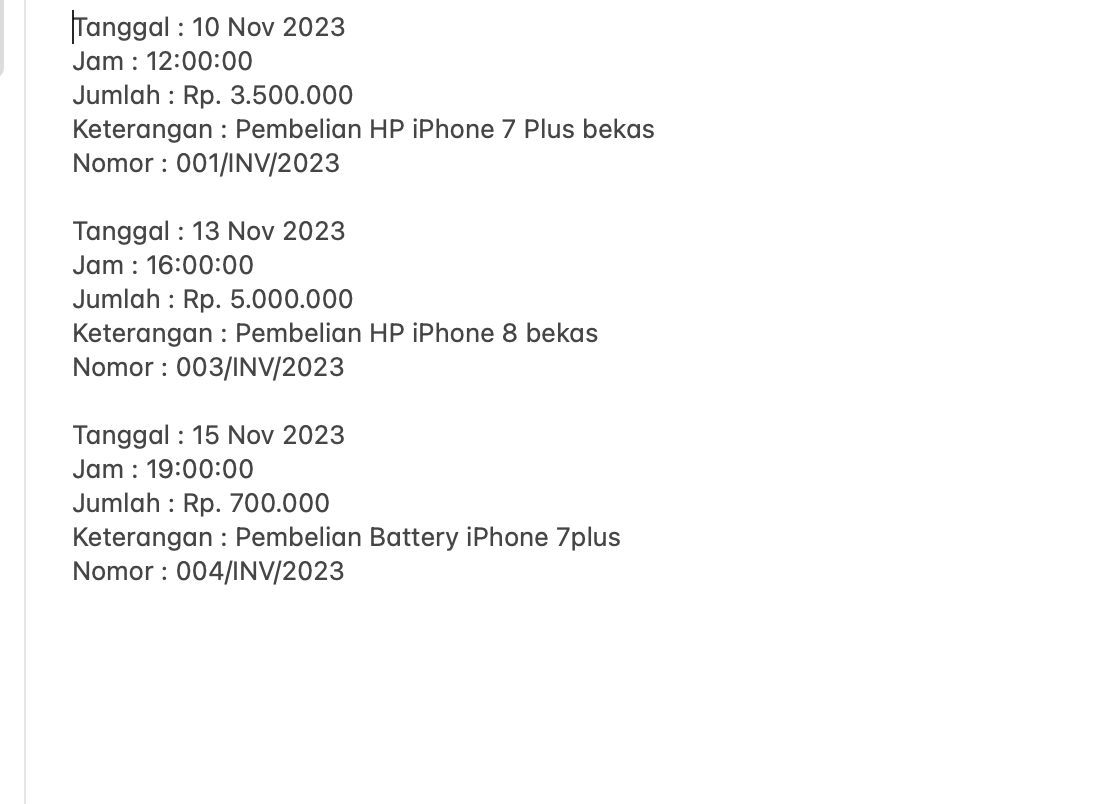 Tanggal : 10 Nov 2023
Jam : 12:00:00
Jumlah : Rp. 3.500.000
Keterangan : Pembelian HP iPhone 7 Plus bekas
Nomor : 001/INV/2023

Tanggal : 13 Nov 2023
Jam : 16:00:00
Jumlah : Rp. 5.000.000
Keterangan : Pembelian HP iPhone 8 bekas
Nomor : 003/INV/2023

Tanggal : 15 Nov 2023
Jam : 19:00:00
Jumlah : Rp. 700.000
Keterangan : Pembelian Battery iPhone 7plus
Nomor : 004/INV/2023